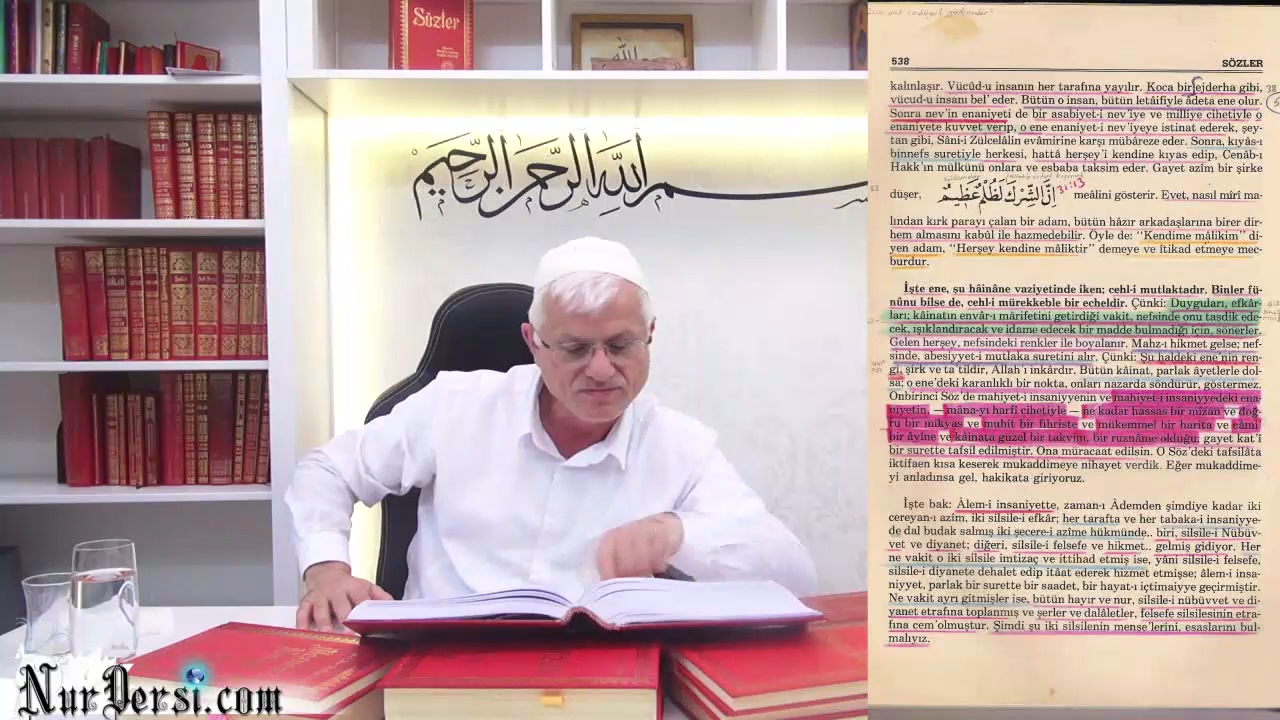 Sözler
الله
بسم الله الرحمن الرحيم
NurDersi.com
538 SÖZLER
kalınlaşır. Vücûd-u insanın her tarafına yayılır. Koca bir ejderha gibi,
vücud-u insanı bel' eder. Bütün o insan, bütün letâifiyle âdeta ene olur.
Sonra nev'in enaniyeti de bir asabiyet-i nev'iye ve milliye cihetiyle o
enaniyete kuvvet verip, o ene enaniyet-i nev'iyeye istinat ederek, şey-
tan gibi, Sâni-i Zülcelâlin evâmirine karşı mübâreze eder. Sonra, kıyâs-ı
binnefs suretiyle herkesi, hattâ herşey'i kendine kıyas edip, Cenâb-ı
Hakk'ın mülkünü onlara ve esbaba taksim eder. Gayet azîm bir şirke
düşer, اِنَّ الشِّرْكَ لَظُلْمٌ عَظِيمٌ 31:13 meâlini gösterir. Evet, nasıl mîrî ma-
lından kırk parayı çalan bir adam, bütün hâzır arkadaşlarına birer dir-
hem almasını kabûl ile hazmedebilir. Öyle de: "Kendime mâlikim" di-
yen adam, "Herşey kendine mâliktir" demeye ve îtikad etmeye mec-
burdur.
İşte ene, şu hâinâne vaziyetinde iken; cehl-i mutlaktadır. Binler fü-
nûnu bilse de, cehl-i mürekkeble bir echeldir. Çünki: Duyguları, efkâr-
ları; kâinatın envâr-ı mârifetini getirdiği vakit, nefsinde onu tasdik ede-
cek, ışıklandıracak ve idame edecek bir madde bulmadığı için, sönerler.
Gelen herşey, nefsindeki renkler ile boyalanır. Mahz-ı hikmet gelse; nef-
sinde, abesiyyet-i mutlaka suretini alır. Çünki: Şu haldeki ene'nin ren-
gi, şirk ve ta'tildir, Allah'ı inkârdır. Bütün kâinat, parlak âyetlerle dol-
sa; o ene'deki karanlıklı bir nokta, onları nazarda söndürür, göstermez.
Onbirinci Söz'de mahiyet-i insaniyyenin ve mahiyet-i insaniyyedeki ena-
niyetin, — mâna-yı harfî cihetiyle — ne kadar hassas bir mîzan ve doğ-
ru bir mikyas ve muhît bir fihriste ve mükemmel bir harita ve câmi'
bir âyîne ve kâinata güzel bir takvim, bir ruznâme olduğu, gayet kat'î
bir surette tafsil edilmiştir. Ona müracaat edilsin. O Söz'deki tafsilâta
iktifaen kısa keserek mukaddimeye nihayet verdik. Eğer mukaddime-
yi anladınsa gel, hakikata giriyoruz.
İşte bak: Âlem-i insaniyette, zaman-ı Âdemden şimdiye kadar iki
cereyan-ı azîm, iki silsile-i efkâr; her tarafta ve her tabaka-i insaniyye-
de dal budak salmış iki şecere-i azîme hükmünde.. biri, silsile-i Nübüv-
vet ve diyanet; diğeri, silsile-i felsefe ve hikmet.. gelmiş gidiyor. Her
ne vakit o iki silsile imtizaç ve ittihad etmiş ise, yâni silsile-i felsefe,
silsile-i diyanete dehalet edip itâat ederek hizmet etmişse; âlem-i insa-
niyyet, parlak bir surette bir saadet, bir hayat-ı içtimaiyye geçirmiştir.
Ne vakit ayrı gitmişler ise, bütün hayır ve nur, silsile-i nübüvvet ve di-
yanet etrafına toplanmış ve şerler ve dalâletler, felsefe silsilesinin etra-
fına cem'olmuştur. Şimdi şu iki silsilenin menşe'lerini, esaslarını bul-
malıyız.